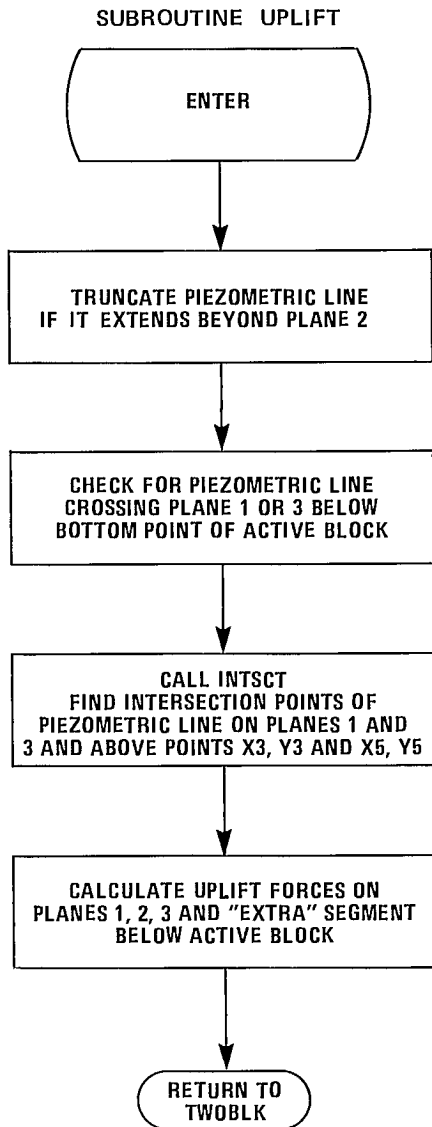 SUBROUTINE UPLIFT
ENTER
TRUNCATE PIEZOMETRIC LINE
IF IT EXTENDS BEYOND PLANE 2
CHECK FOR PIEZOMETRIC LINE
CROSSING PLANE 1 OR 3 BELOW
BOTTOM POINT OF ACTIVE BLOCK
CALL INTSCT
FIND INTERSECTION POINTS OF
PIEZOMETRIC LINE ON PLANES 1 AND
3 AND ABOVE POINTS X3, Y3 AND X5, Y5
CALCULATE UPLIFT FORCES ON
PLANES 1, 2, 3 AND "EXTRA" SEGMENT
BELOW ACTIVE BLOCK
RETURN TO
TWOBLK